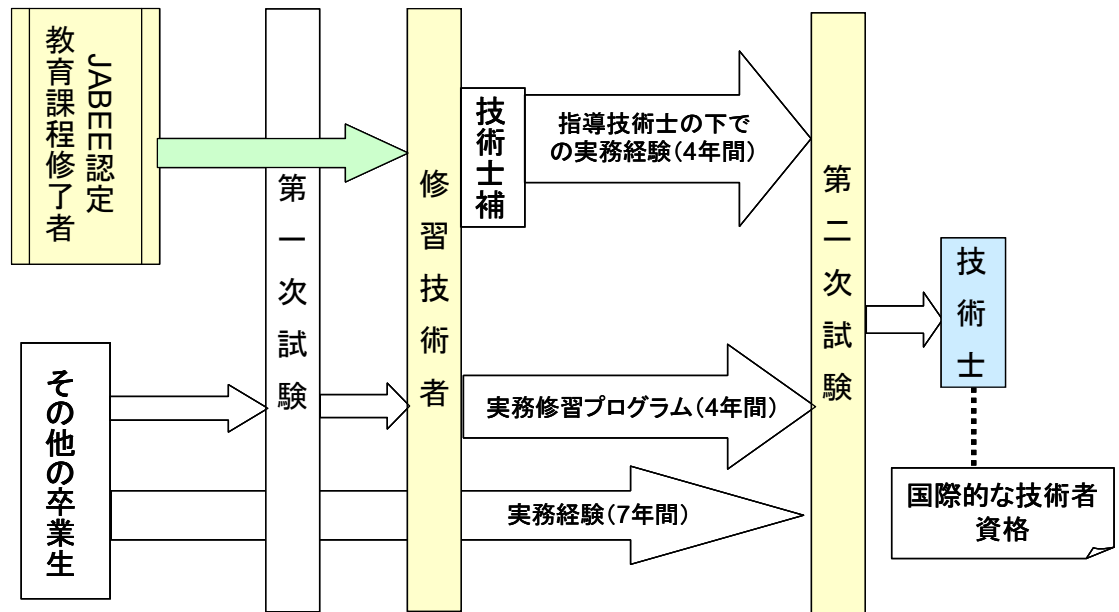 JABEE認定
教育課程修了者
第一次試験
修習技術者
技術士補
指導技術士の下で
の実務経験(4年間)
第二次試験
技術士
その他の卒業生
実務修習プログラム(4年間)
実務経験(7年間)
国際的な技術者
資格